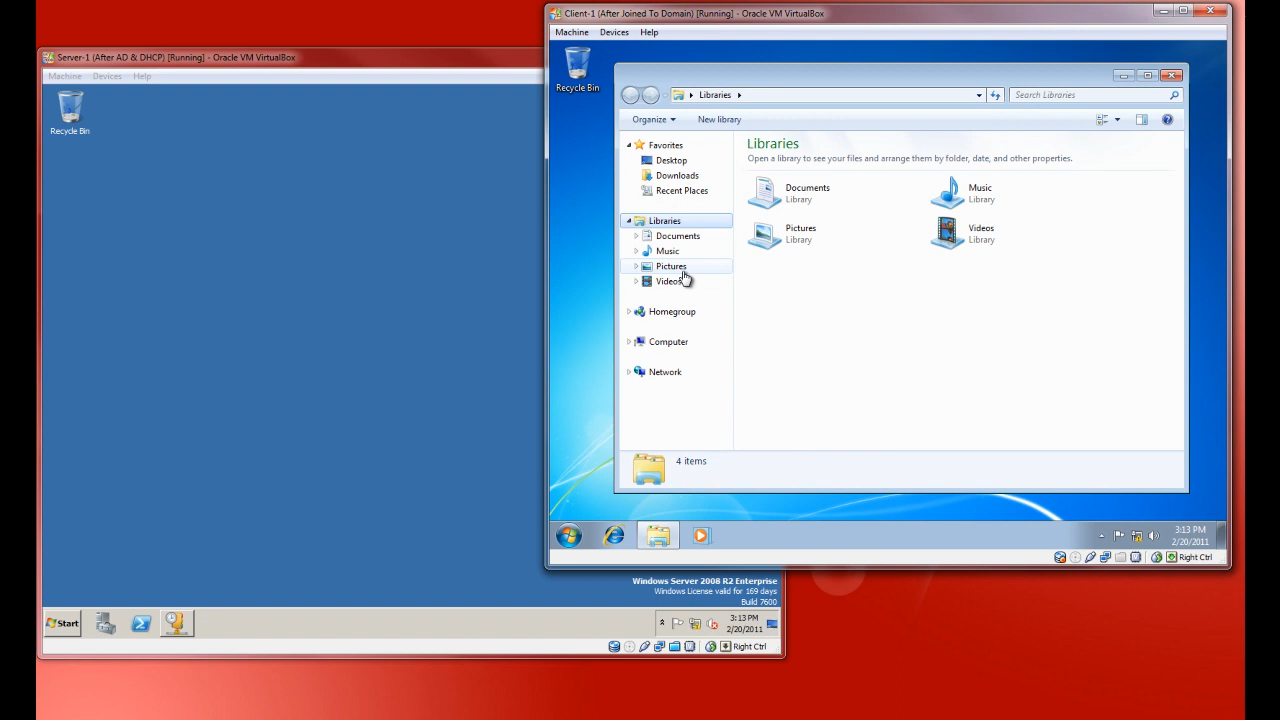 Server-1 (After AD & DHCP) [Running] - Oracle VM VirtualBox
Machine Devices Help
Recycle Bin
Windows Server 2008 R2 Enterprise
Windows License valid for 169 days
Build 7600
Start
3:13 PM
2/20/2011
Right Ctrl
Client-1 (After Joined To Domain) [Running] - Oracle VM VirtualBox
Machine Devices Help
Recycle Bin
Libraries
Search Libraries
Organize New library
Favorites
Desktop
Downloads
Recent Places
Libraries
Documents
Music
Pictures
Videos
Homegroup
Computer
Network
Libraries
Open a library to see your files and arrange them by folder, date, and other properties.
Documents
Library
Music
Library
Pictures
Library
Videos
Library
4 items
3:13 PM
2/20/2011
Right Ctrl